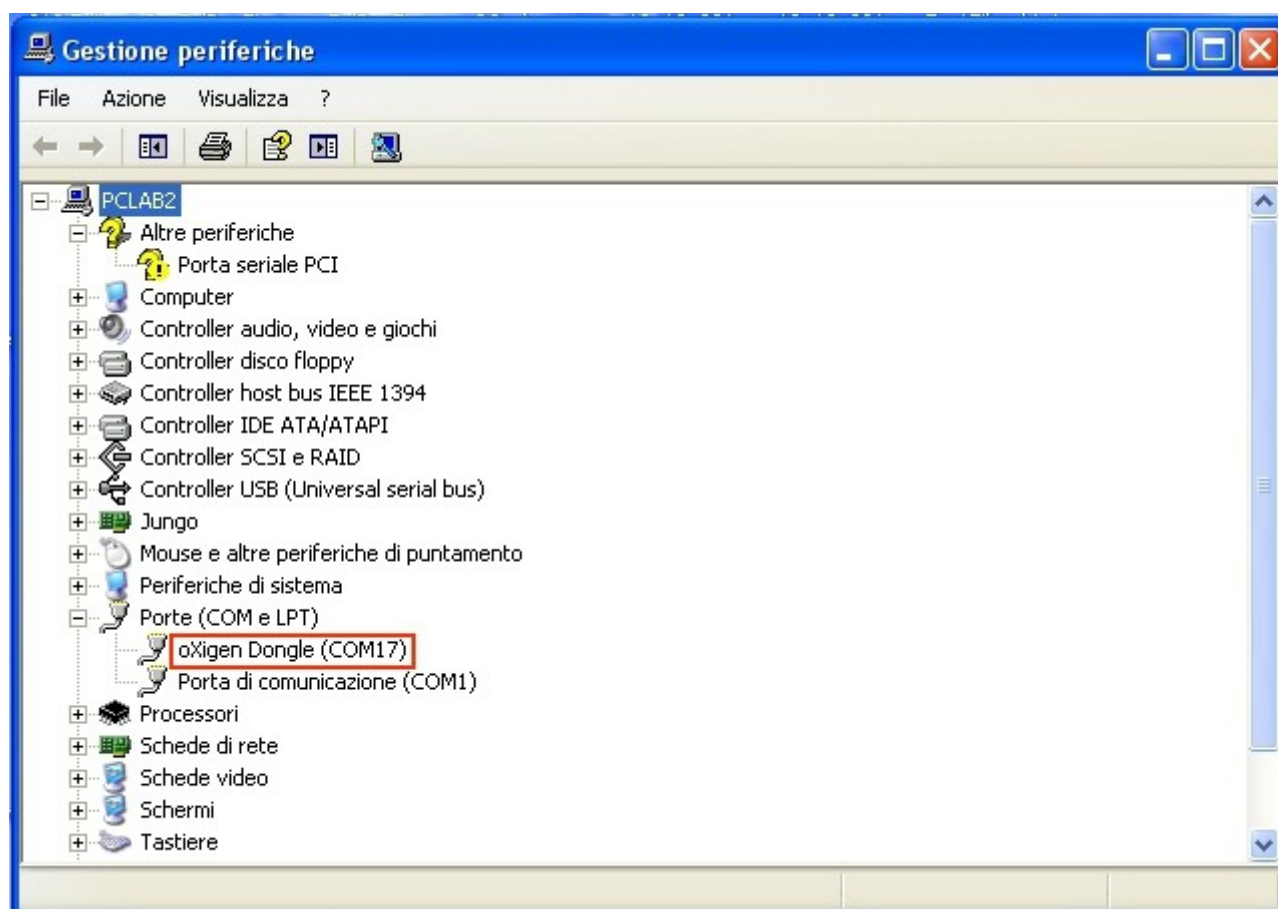 Gestione periferiche
File Azione Visualizza ?
PCLAB2
Altre periferiche
Porta seriale PCI
Computer
Controller audio, video e giochi
Controller disco floppy
Controller host bus IEEE 1394
Controller IDE ATA/ATAPI
Controller SCSI e RAID
Controller USB (Universal serial bus)
Jungo
Mouse e altre periferiche di puntamento
Periferiche di sistema
Porte (COM e LPT)
oXigen Dongle (COM17)
Porta di comunicazione (COM1)
Processori
Schede di rete
Schede video
Schermi
Tastiere